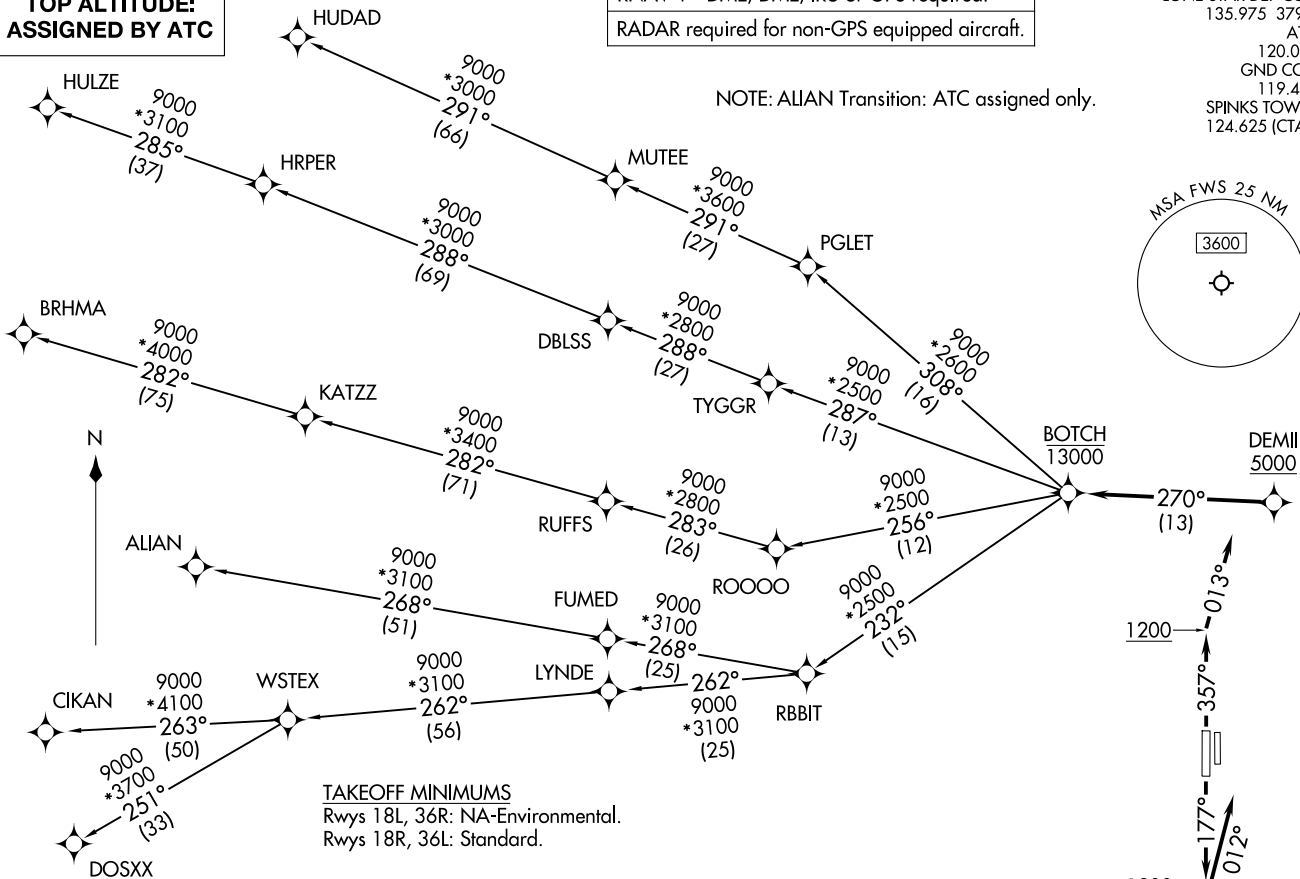 TOP ALTITUDE:
ASSIGNED BY ATC
RADAR required for non-GPS equipped aircraft.
NOTE: ALIAN Transition: ATC assigned only.
135.975
120.0
GND
119.4
SPINKS
124.625
MSA FWS 25 NM
3600
HUDAD
9000
*3000
291°
(66)
HULZE
9000
*3100
285°
(37)
HRPER
MUTEE
9000
*3600
291°
(27)
PGLET
9000
*3000
288°
(69)
DBLSS
9000
*2800
288°
(27)
TYGGR
9000
*2500
287°
(13)
9000
*2600
308°
(16)
BRHMA
9000
*4000
282°
(75)
KATZZ
9000
*3400
282°
(71)
RUFFS
9000
*2800
283°
(26)
ROOOO
9000
*2500
256°
(12)
BOTCH
13000
270°
(13)
5000
N
ALIAN
9000
*3100
268°
(51)
FUMED
9000
*3100
268°
(25)
9000
*2500
232°
(15)
RBBIT
CIKAN
9000
*4100
263°
(50)
WSTEX
9000
*3100
262°
(56)
LYNDE
262°
9000
*3100
(25)
9000
*3700
251°
(33)
DOSXX
TAKEOFF MINIMUMS
Rwys 18L, 36R: NA-Environmental.
Rwys 18R, 36L: Standard.
013°
1200
357°
177°
012°